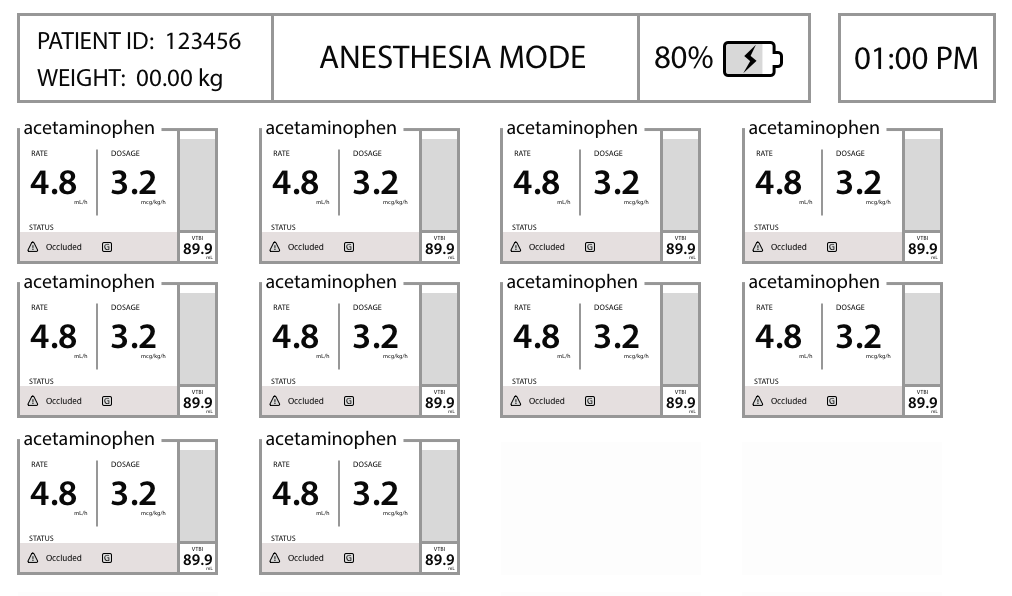 PATIENT ID: 123456
WEIGHT: 00.00 kg
ANESTHESIA MODE
80%
01:00 PM
acetaminophen
RATE
DOSAGE
4.8
3.2
mL/h
mcg/kg/h
STATUS
Occluded
G
VTBI
89.9
mL
acetaminophen
RATE
DOSAGE
4.8
3.2
mL/h
mcg/kg/h
STATUS
Occluded
G
VTBI
89.9
mL
acetaminophen
RATE
DOSAGE
4.8
3.2
mL/h
mcg/kg/h
STATUS
Occluded
G
VTBI
89.9
mL
acetaminophen
RATE
DOSAGE
4.8
3.2
mL/h
mcg/kg/h
STATUS
Occluded
G
VTBI
89.9
mL
acetaminophen
RATE
DOSAGE
4.8
3.2
mL/h
mcg/kg/h
STATUS
Occluded
G
VTBI
89.9
mL
acetaminophen
RATE
DOSAGE
4.8
3.2
mL/h
mcg/kg/h
STATUS
Occluded
G
VTBI
89.9
mL
acetaminophen
RATE
DOSAGE
4.8
3.2
mL/h
mcg/kg/h
STATUS
Occluded
G
VTBI
89.9
mL
acetaminophen
RATE
DOSAGE
4.8
3.2
mL/h
mcg/kg/h
STATUS
Occluded
G
VTBI
89.9
mL
acetaminophen
RATE
DOSAGE
4.8
3.2
mL/h
mcg/kg/h
STATUS
Occluded
G
VTBI
89.9
mL
acetaminophen
RATE
DOSAGE
4.8
3.2
mL/h
mcg/kg/h
STATUS
Occluded
G
VTBI
89.9
mL